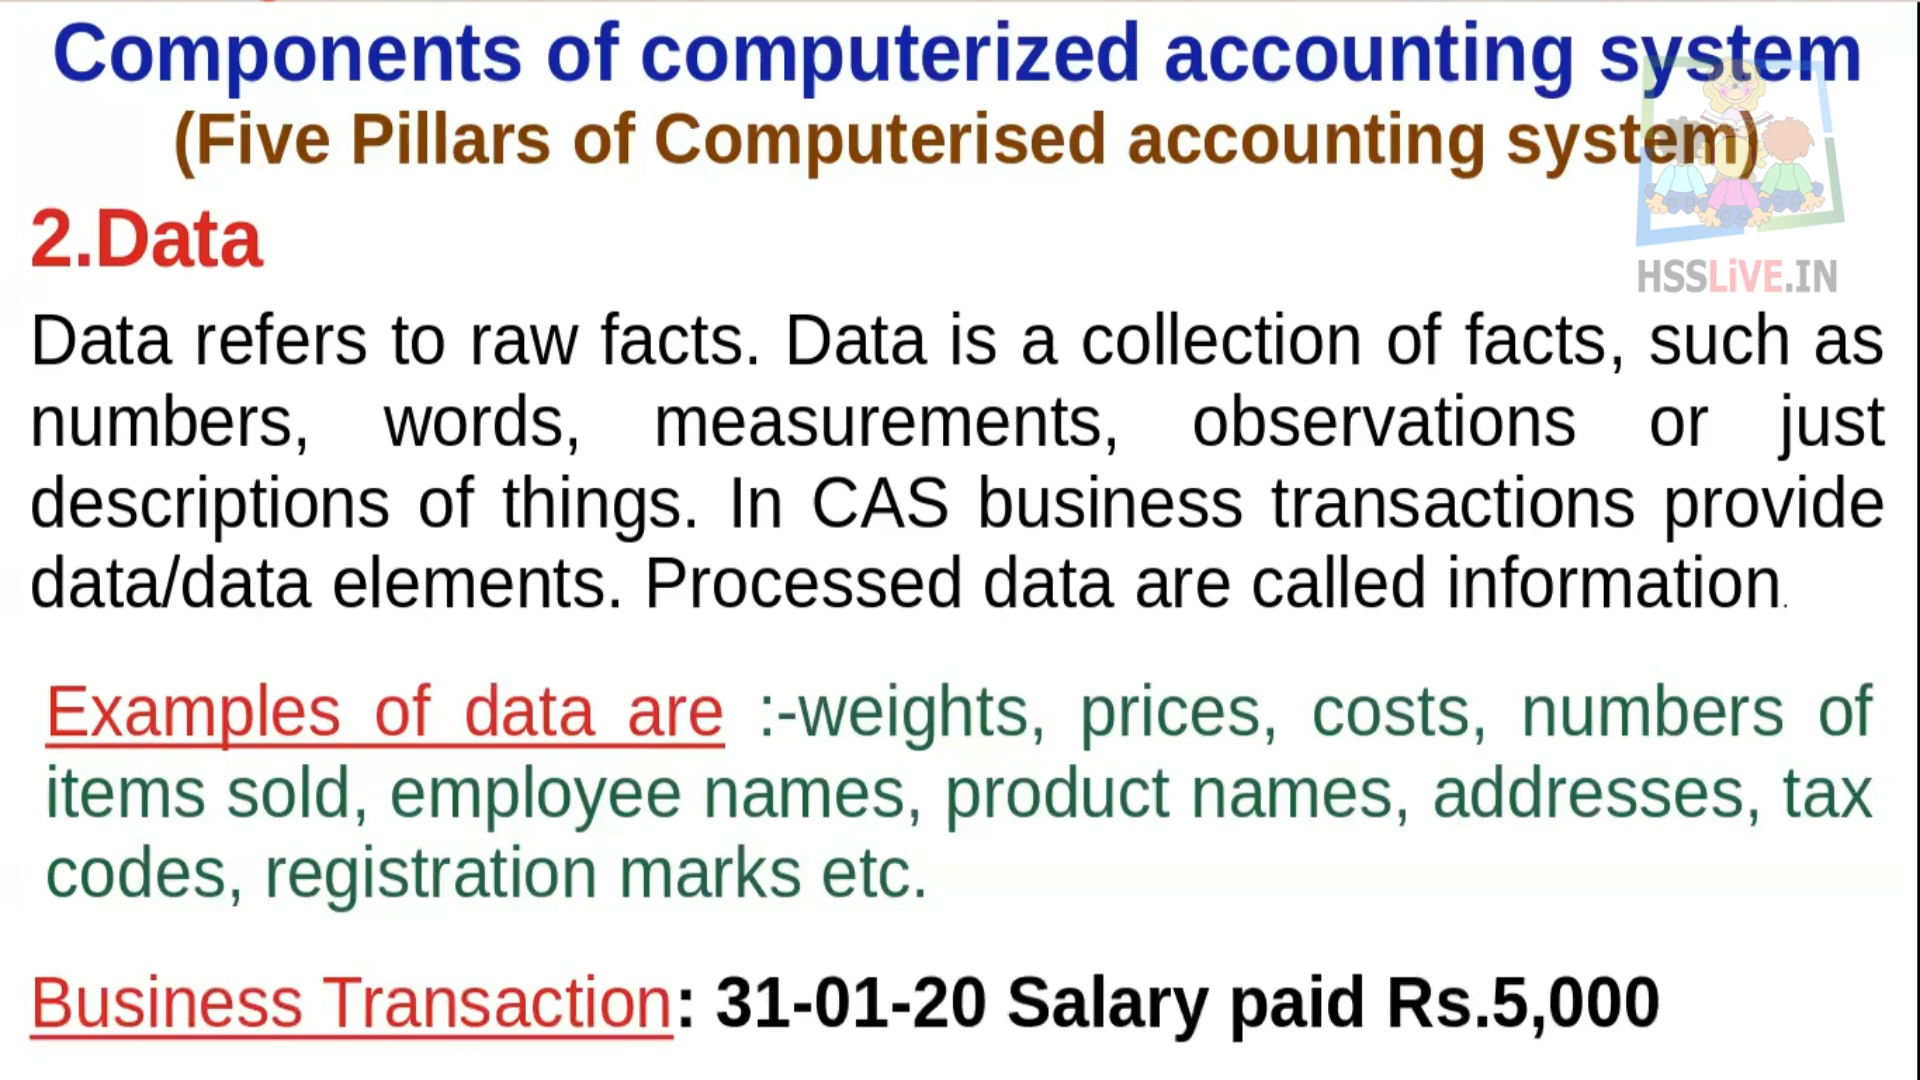 Components of computerized accounting system
(Five Pillars of Computerised accounting system)
2.Data
HSSLiVE.IN
Data refers to raw facts. Data is a collection of facts, such as
numbers, words, measurements, observations or just
descriptions of things. In CAS business transactions provide
data/data elements. Processed data are called information.
Examples of data are :-weights, prices, costs, numbers of
items sold, employee names, product names, addresses, tax
codes, registration marks etc.
Business Transaction: 31-01-20 Salary paid Rs.5,000